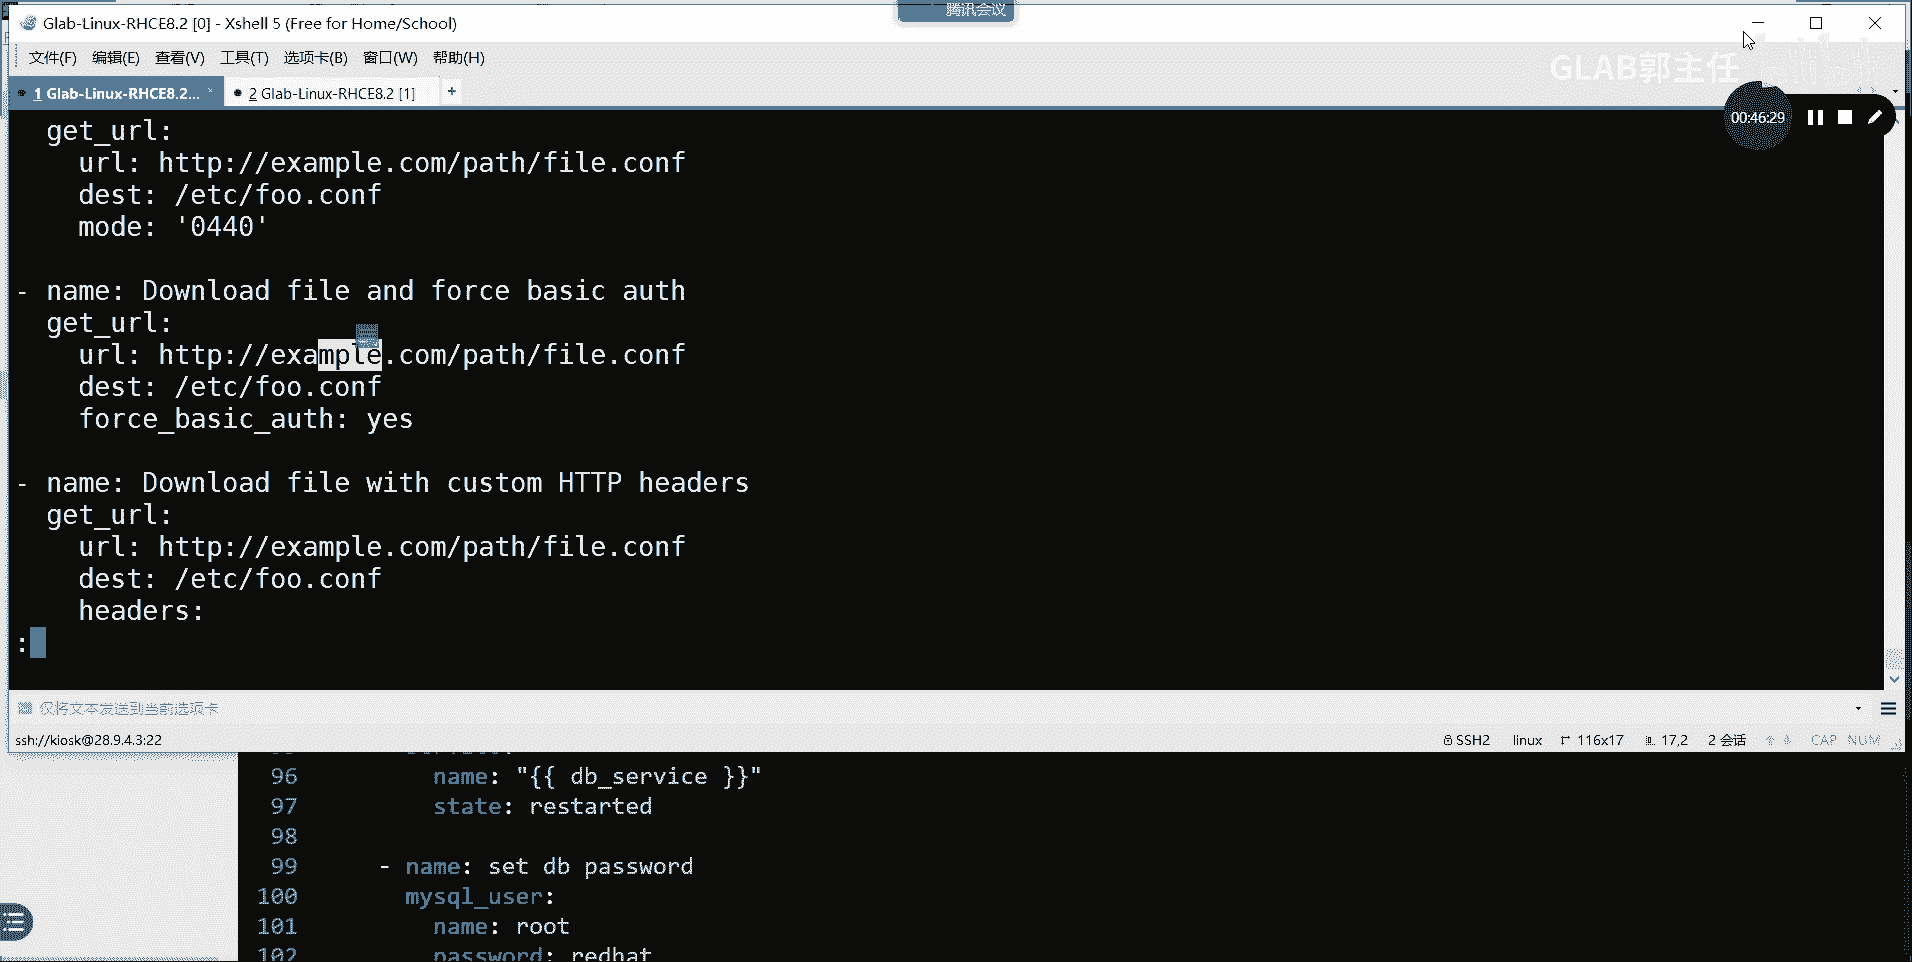 腾讯会议
Glab-Linux-RHCE8.2 [0] - Xshell 5 (Free for Home/School)
文件(F) 编辑(E) 查看(V) 工具(T) 选项卡(B) 窗口(W) 帮助(H)
GLAB郭主任
1 Glab-Linux-RHCE8.2... × 2 Glab-Linux-RHCE8.2 [1] +
00:46:29
get_url:
url: http://example.com/path/file.conf
dest: /etc/foo.conf
mode: '0440'
- name: Download file and force basic auth
get_url:
url: http://example.com/path/file.conf
dest: /etc/foo.conf
force_basic_auth: yes
- name: Download file with custom HTTP headers
get_url:
url: http://example.com/path/file.conf
dest: /etc/foo.conf
headers:
:
仅将文本发送到当前选项卡
ssh://kiosk@28.9.4.3:22 SSH2 linux 116x17 17,2 2 会话 CAP NUM
96 name: "{{ db_service }}"
97 state: restarted
98
99 - name: set db password
100 mysql_user:
101 name: root
102 password: redhat